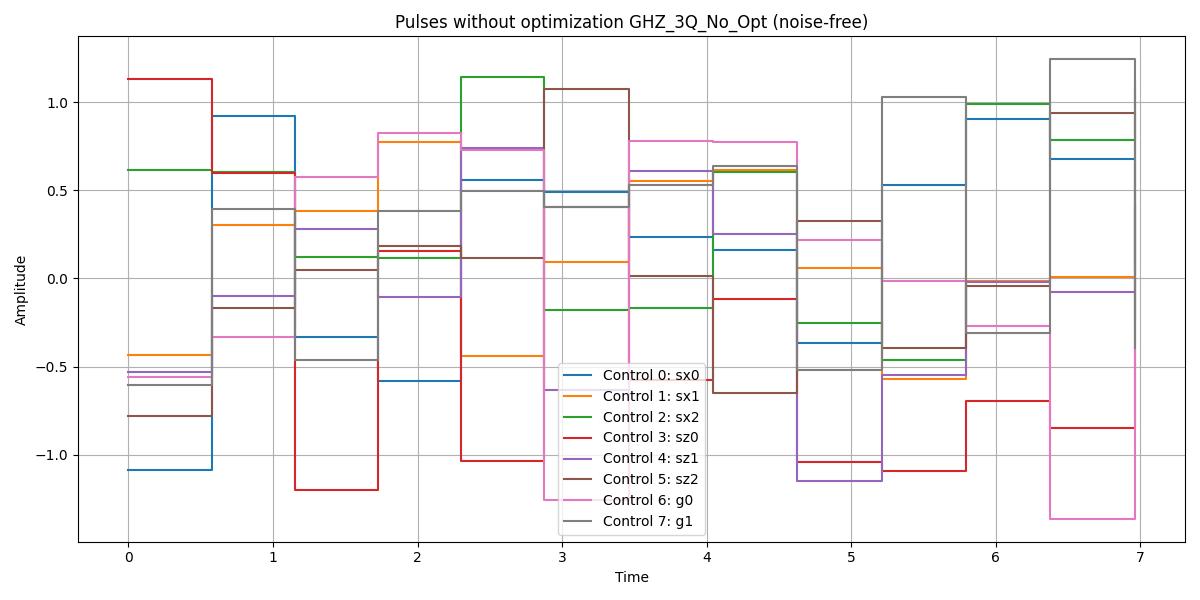 Pulses without optimization GHZ_3Q_No_Opt (noise-free)
Amplitude
1.0
0.5
0.0
−0.5
−1.0
Control 0: sx0
Control 1: sx1
Control 2: sx2
Control 3: sz0
Control 4: sz1
Control 5: sz2
Control 6: g0
Control 7: g1
0 1 2 3 4 5 6 7
Time